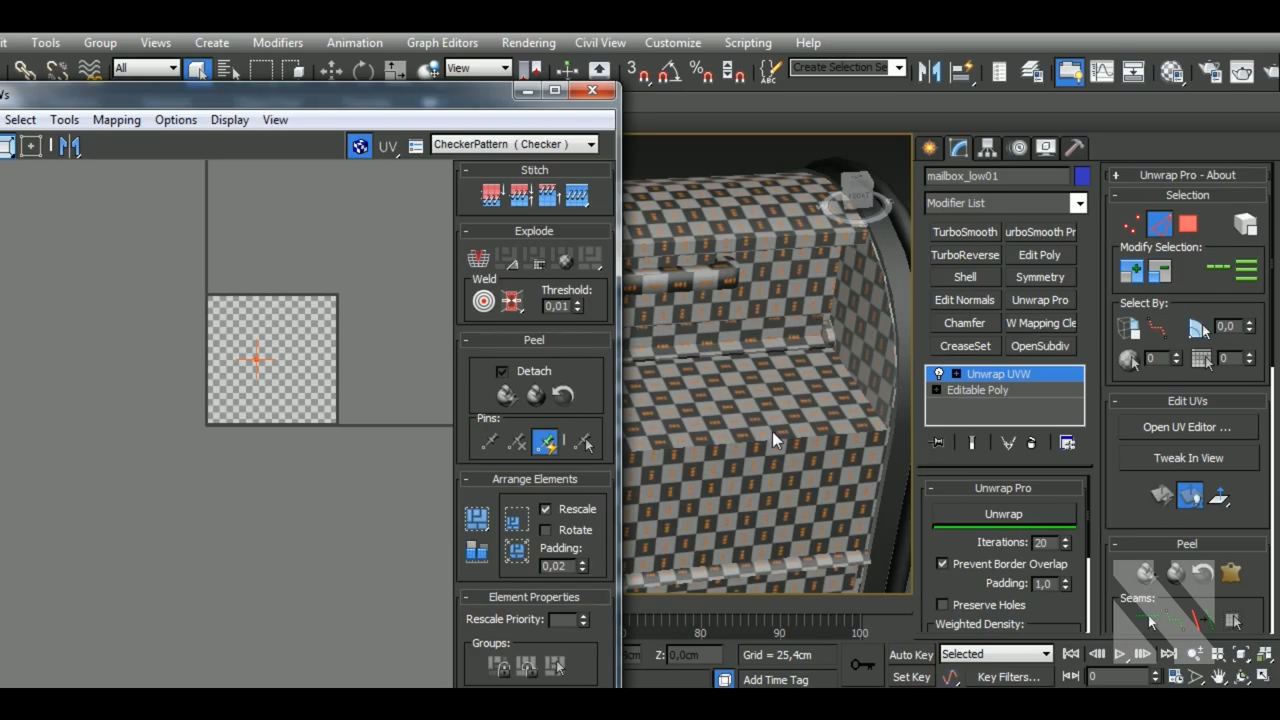 Tools Group Views Create Modifiers Animation Graph Editors Rendering Civil View Customize Scripting Help
All View Create Selection Se
Select Tools Mapping Options Display View
UV CheckerPattern ( Checker )
Stitch
Explode
Weld Threshold:
0,01
Peel
Detach
Pins:
Arrange Elements
Rescale
Rotate
Padding:
0,02
Element Properties
Rescale Priority:
Groups:
mailbox_low01
Modifier List
TurboSmooth urboSmooth Pr
TurboReverse Edit Poly
Shell Symmetry
Edit Normals Unwrap Pro
Chamfer W Mapping Cle
CreaseSet OpenSubdiv
Unwrap UVW
Editable Poly
Unwrap Pro
Unwrap
Iterations: 20
Prevent Border Overlap
Padding: 1,0
Preserve Holes
Weighted Density:
Unwrap Pro - About
Selection
Modify Selection:
Select By:
0,0
0 0
Edit UVs
Open UV Editor ...
Tweak In View
Peel
Seams:
80 90 100
Z: 0,0cm Grid = 25,4cm Auto Key Selected
Add Time Tag Set Key Key Filters... 0